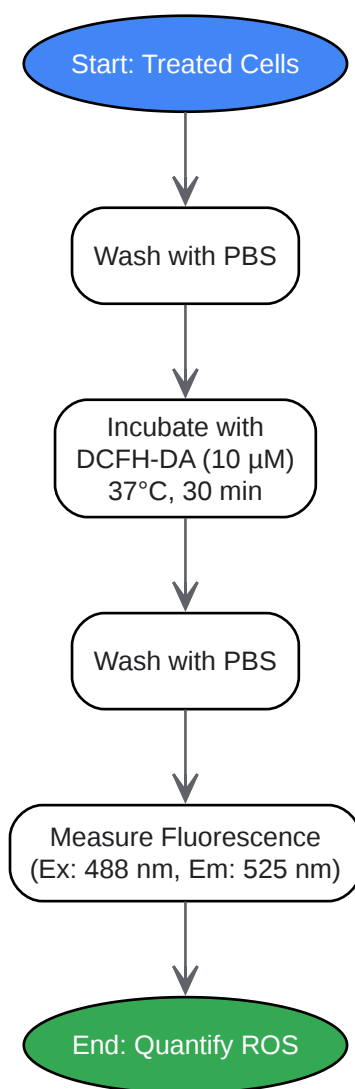 Start: Treated Cells
Wash with PBS
Incubate with
DCFH-DA (10 µM)
37°C, 30 min
Wash with PBS
Measure Fluorescence
(Ex: 488 nm, Em: 525 nm)
End: Quantify ROS